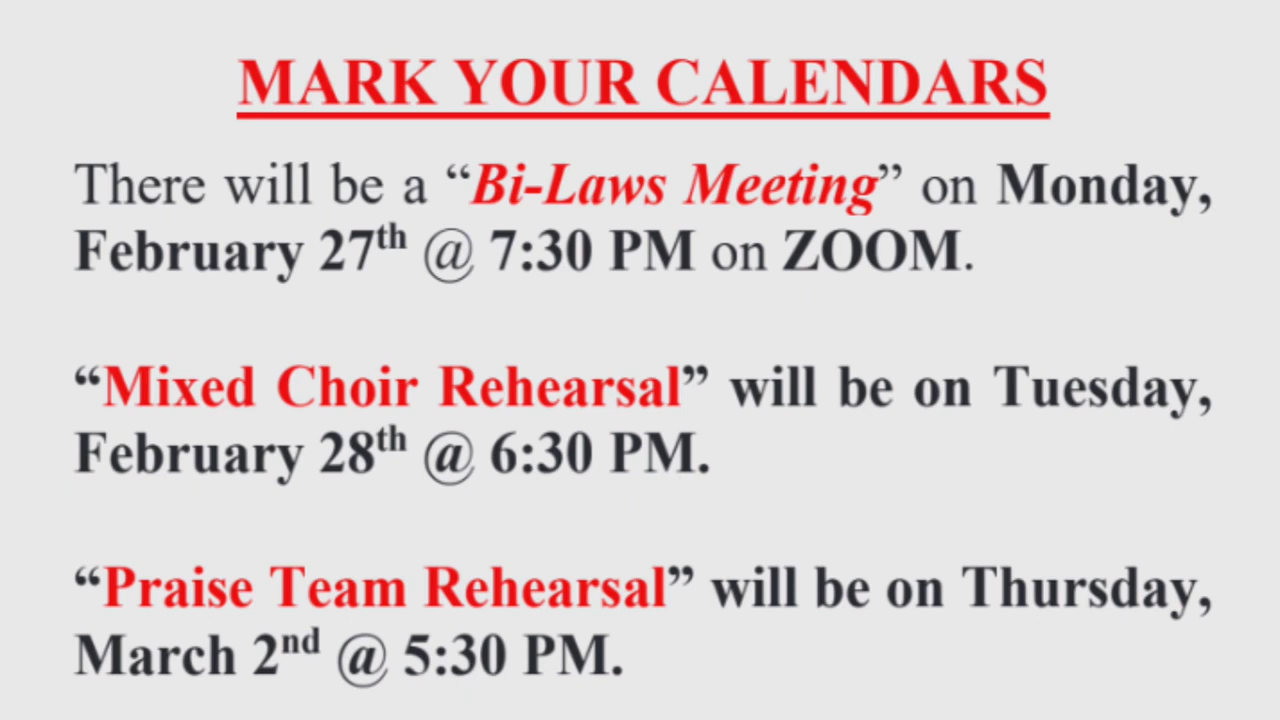 MARK YOUR CALENDARS
There will be a “Bi-Laws Meeting” on Monday,
February 27th @ 7:30 PM on ZOOM.
“Mixed Choir Rehearsal” will be on Tuesday,
February 28th @ 6:30 PM.
“Praise Team Rehearsal” will be on Thursday,
March 2nd @ 5:30 PM.